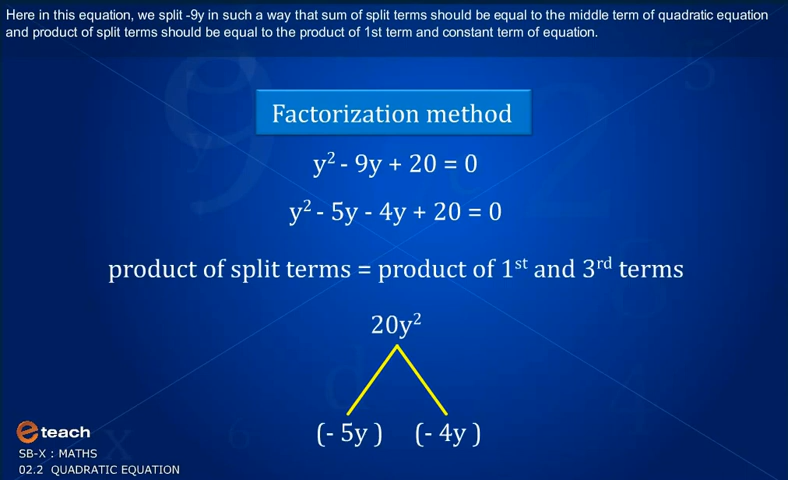 Here in this equation, we split -9y in such a way that sum of split terms should be equal to the middle term of quadratic equation
and product of split terms should be equal to the product of 1st term and constant term of equation.
Factorization method
y² - 9y + 20 = 0
y² - 5y - 4y + 20 = 0
product of split terms = product of 1ˢᵗ and 3ʳᵈ terms
20y²
(- 5y ) (- 4y )
eteach
SB-X : MATHS
02.2 QUADRATIC EQUATION